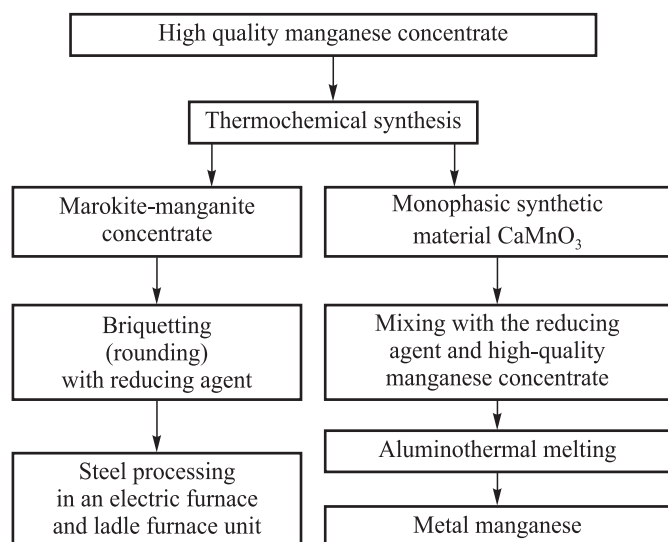 High quality manganese concentrate
Thermochemical synthesis
Marokite-manganite
concentrate
Monophasic synthetic
material CaMnO₃
Briquetting
(rounding)
with reducing agent
Mixing with the reducing
agent and high-quality
manganese concentrate
Steel processing
in an electric furnace
and ladle furnace unit
Aluminothermal melting
Metal manganese